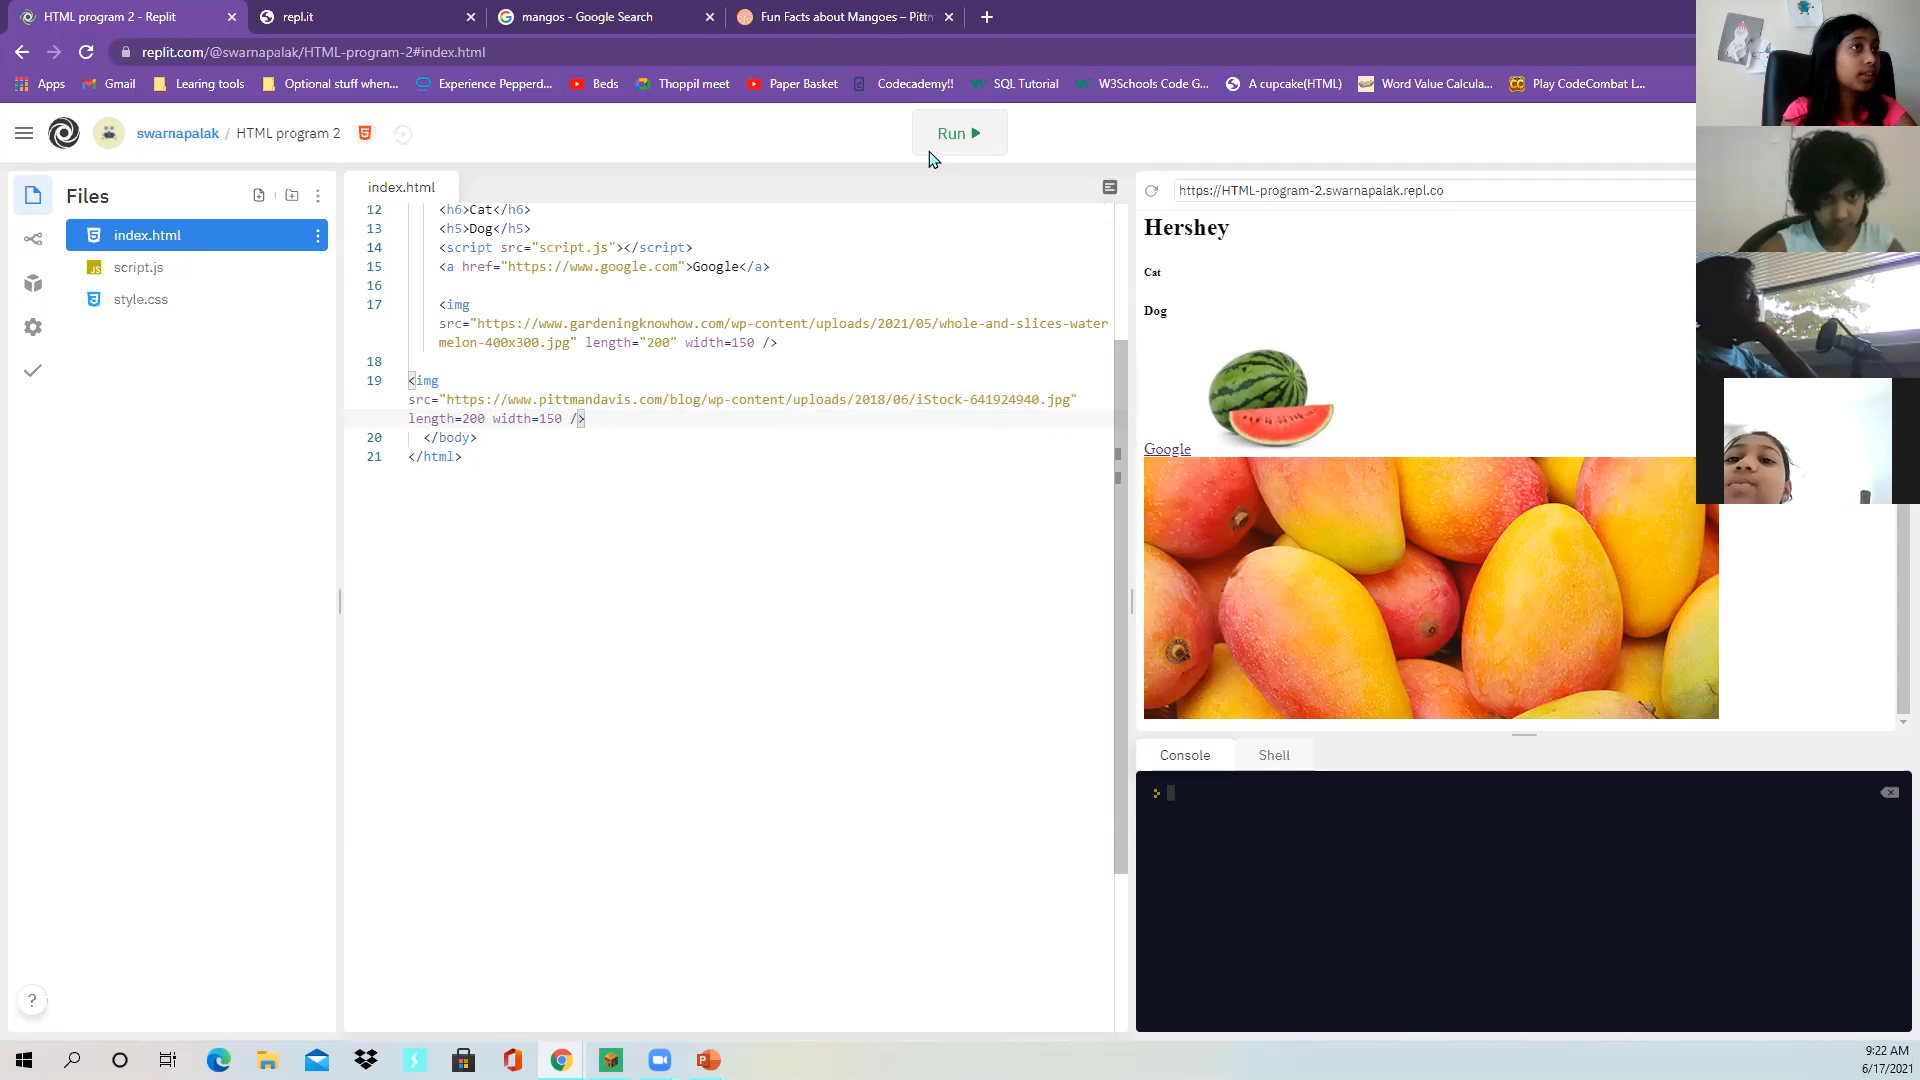 HTML program 2 - Replit
repl.it
mangos - Google Search
Fun Facts about Mangoes – Pittm
replit.com/@swarnapalak/HTML-program-2#index.html
Apps
Gmail
Learing tools
Optional stuff when...
Experience Pepperd...
Beds
Thoppil meet
Paper Basket
Codecademy!!
SQL Tutorial
W3Schools Code G...
A cupcake(HTML)
Word Value Calcula...
Play CodeCombat L...
swarnapalak / HTML program 2
Run
Files
index.html
script.js
style.css
index.html
12 <h6>Cat</h6>
13 <h5>Dog</h5>
14 <script src="script.js"></script>
15 <a href="https://www.google.com">Google</a>
16
17 <img
src="https://www.gardeningknowhow.com/wp-content/uploads/2021/05/whole-and-slices-water
melon-400x300.jpg" length="200" width=150 />
18
19 <img
src="https://www.pittmandavis.com/blog/wp-content/uploads/2018/06/iStock-641924940.jpg"
length=200 width=150 />
20 </body>
21 </html>
https://HTML-program-2.swarnapalak.repl.co
Hershey
Cat
Dog
Google
Console
Shell
?
9:22 AM
6/17/2021